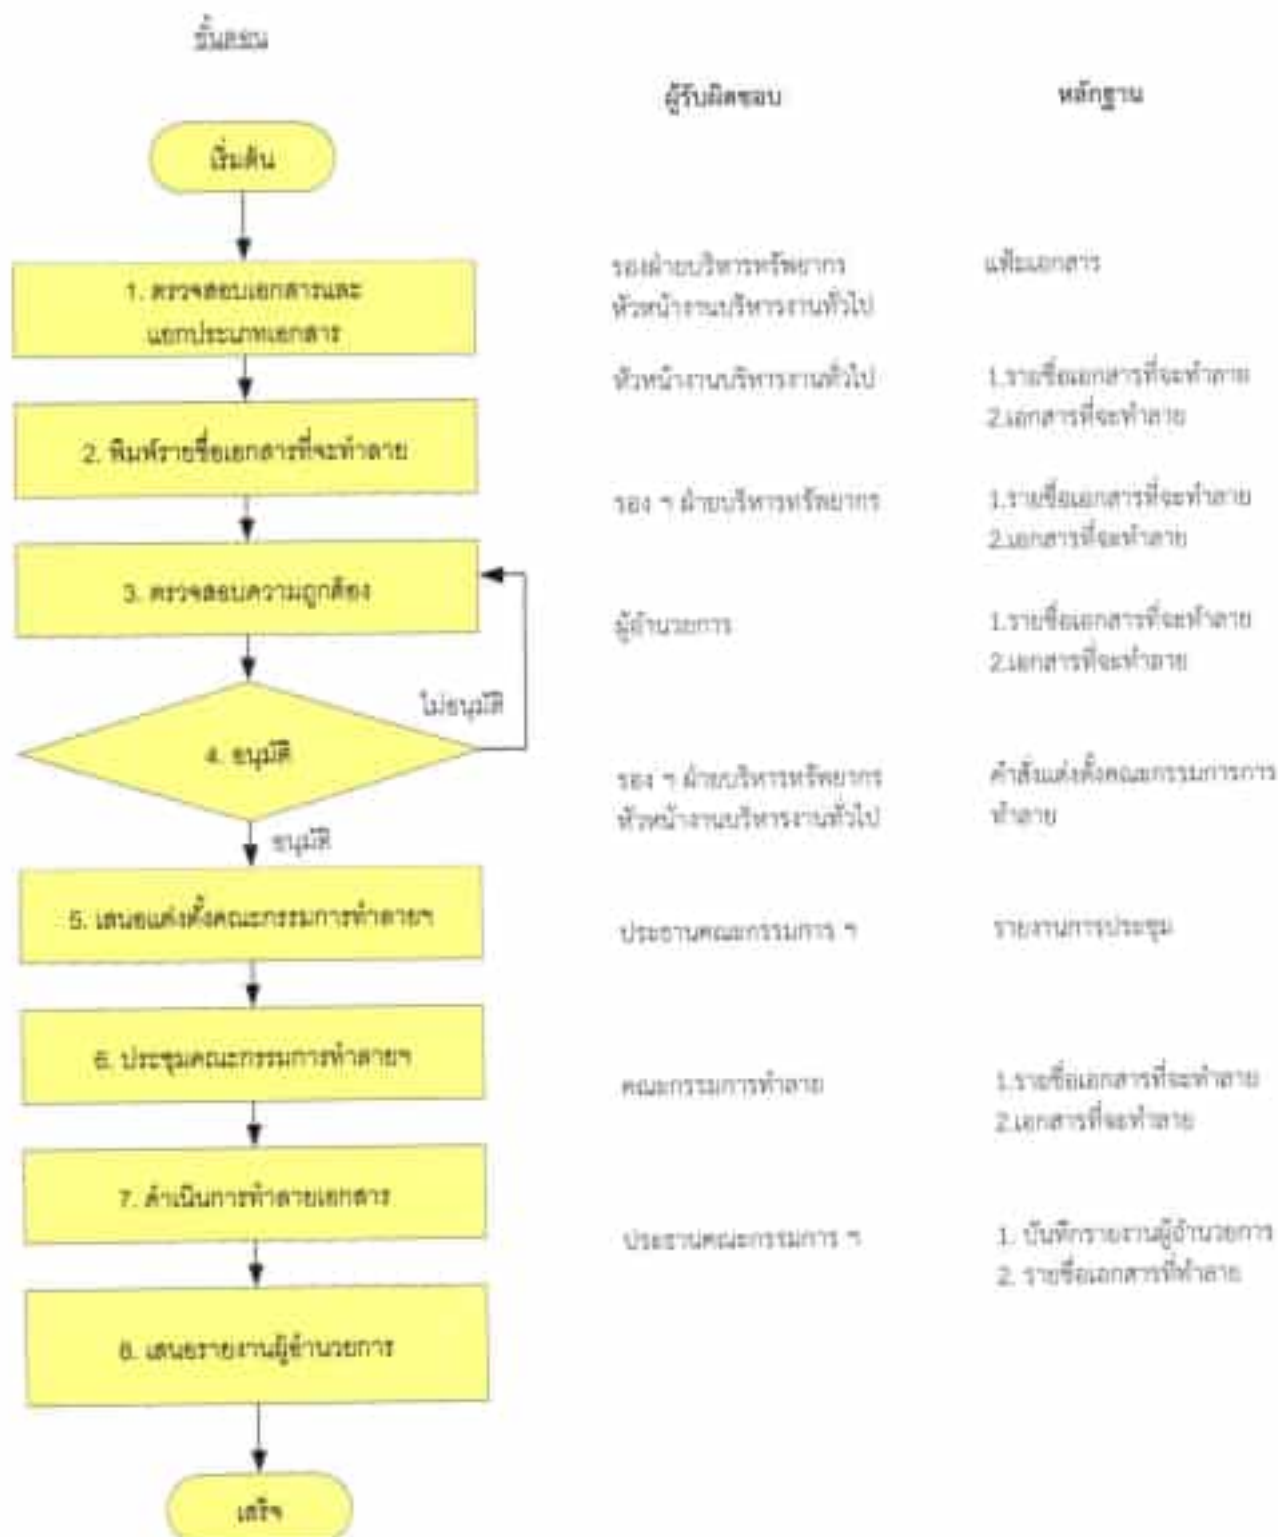 ขั้นตอน
ผู้รับผิดชอบ
หลักฐาน
เริ่มต้น
1. ตรวจสอบเอกสารและ
แยกประเภทเอกสาร
รองฝ่ายบริหารทรัพยากร
หัวหน้างานบริหารงานทั่วไป
แฟ้มเอกสาร
2. พิมพ์รายชื่อเอกสารที่จะทำลาย
หัวหน้างานบริหารงานทั่วไป
1.รายชื่อเอกสารที่จะทำลาย
2.เอกสารที่จะทำลาย
3. ตรวจสอบความถูกต้อง
รอง ฯ ฝ่ายบริหารทรัพยากร
1.รายชื่อเอกสารที่จะทำลาย
2.เอกสารที่จะทำลาย
4. อนุมัติ
ไม่อนุมัติ
อนุมัติ
ผู้อำนวยการ
1.รายชื่อเอกสารที่จะทำลาย
2.เอกสารที่จะทำลาย
5. เสนอแต่งตั้งคณะกรรมการทำลายฯ
รอง ฯ ฝ่ายบริหารทรัพยากร
หัวหน้างานบริหารงานทั่วไป
คำสั่งแต่งตั้งคณะกรรมการการ
ทำลาย
6. ประชุมคณะกรรมการทำลายฯ
ประธานคณะกรรมการ ฯ
รายงานการประชุม
7. ดำเนินการทำลายเอกสาร
คณะกรรมการทำลาย
1.รายชื่อเอกสารที่จะทำลาย
2.เอกสารที่จะทำลาย
8. เสนอรายงานผู้อำนวยการ
ประธานคณะกรรมการ ฯ
1. บันทึกรายงานผู้อำนวยการ
2. รายชื่อเอกสารที่ทำลาย
เสร็จ